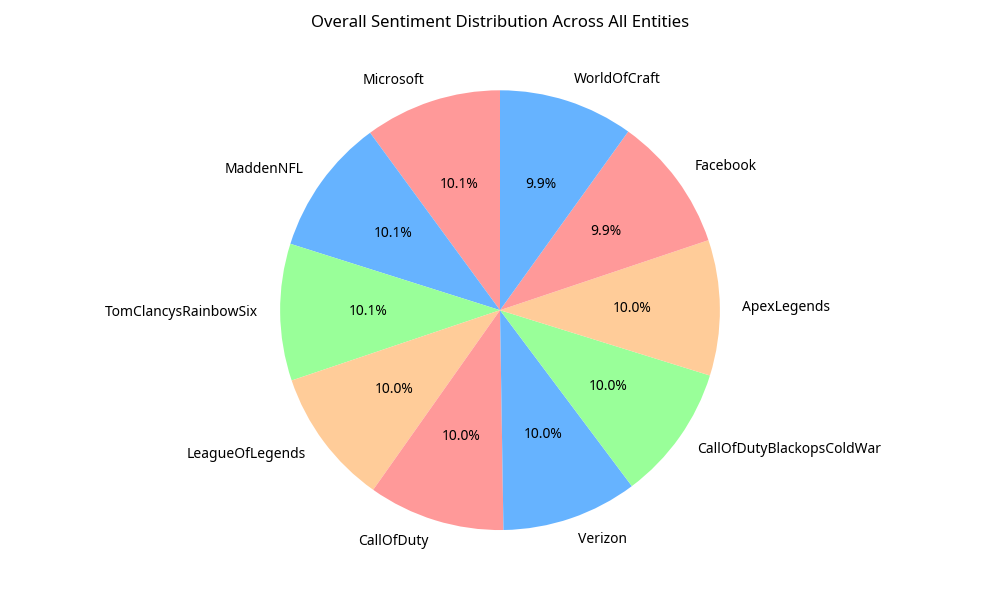 Overall Sentiment Distribution Across All Entities
Microsoft
10.1%
MaddenNFL
10.1%
TomClancysRainbowSix
10.1%
LeagueOfLegends
10.0%
CallOfDuty
10.0%
Verizon
10.0%
CallOfDutyBlackopsColdWar
10.0%
ApexLegends
10.0%
Facebook
9.9%
WorldOfCraft
9.9%